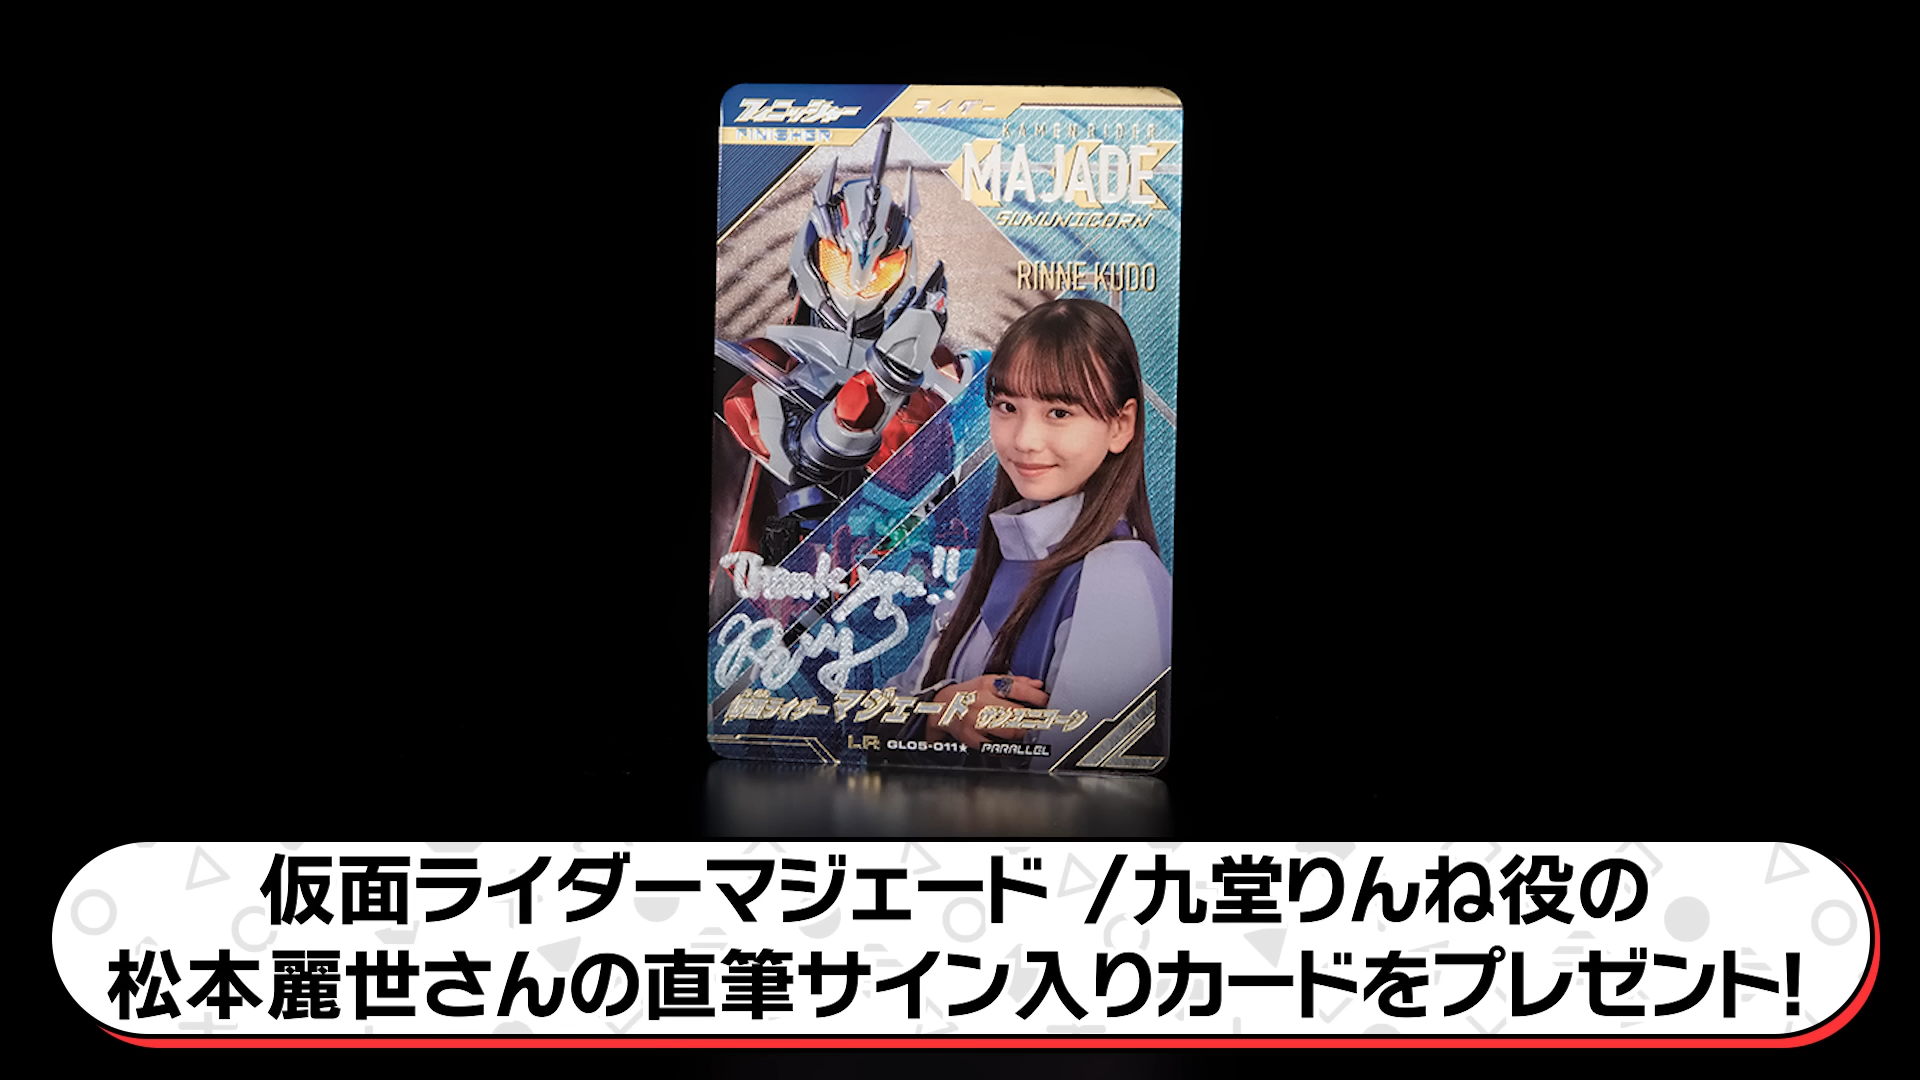 フィニッシャー
FINISHER
ライダー
KAMEN RIDER
MAJADE
SUNUNICORN
RINNE KUDO
Thank you!!
仮面ライダーマジェード サンユニコーン
LR GL05-011★ PARALLEL
仮面ライダーマジェード /九堂りんね役の
松本麗世さんの直筆サイン入りカードをプレゼント!